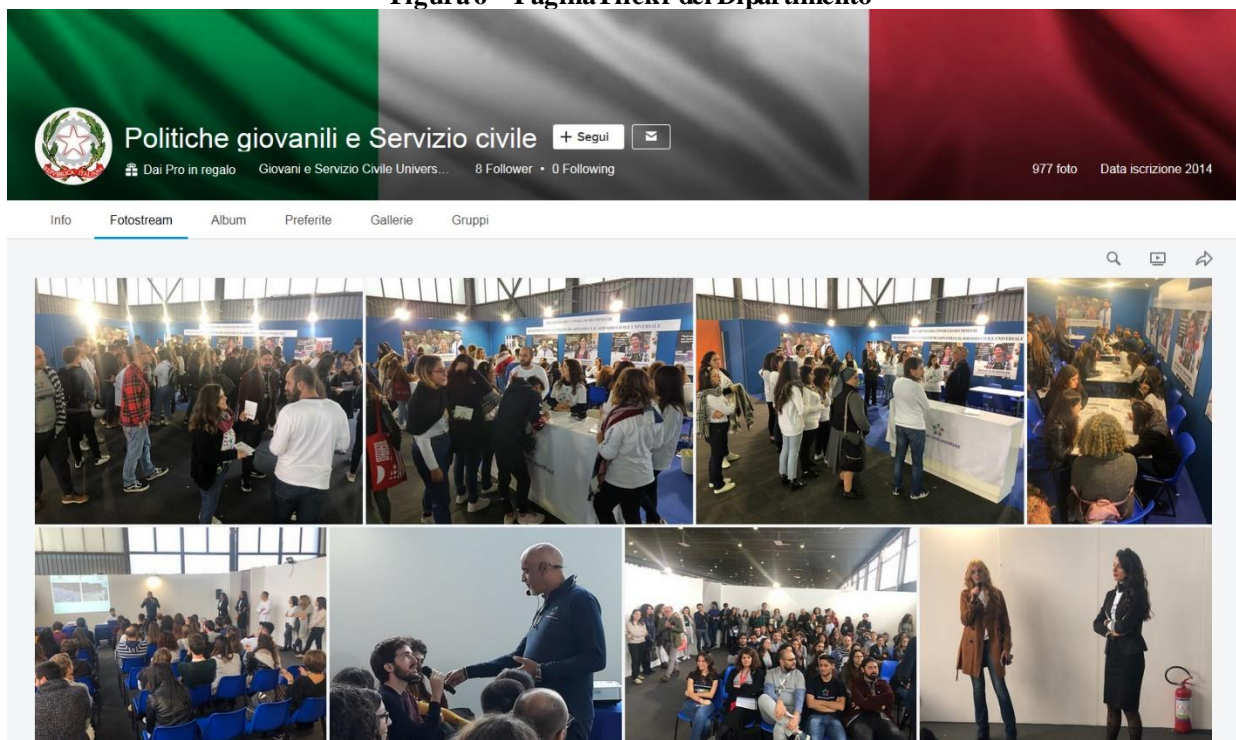 Figura 6 – Pagina Flickr del Dipartimento
Politiche giovanili e Servizio civile
+ Segui
Dai Pro in regalo
Giovani e Servizio Civile Univers...
8 Follower • 0 Following
977 foto
Data iscrizione 2014
Info
Fotostream
Album
Preferite
Gallerie
Gruppi